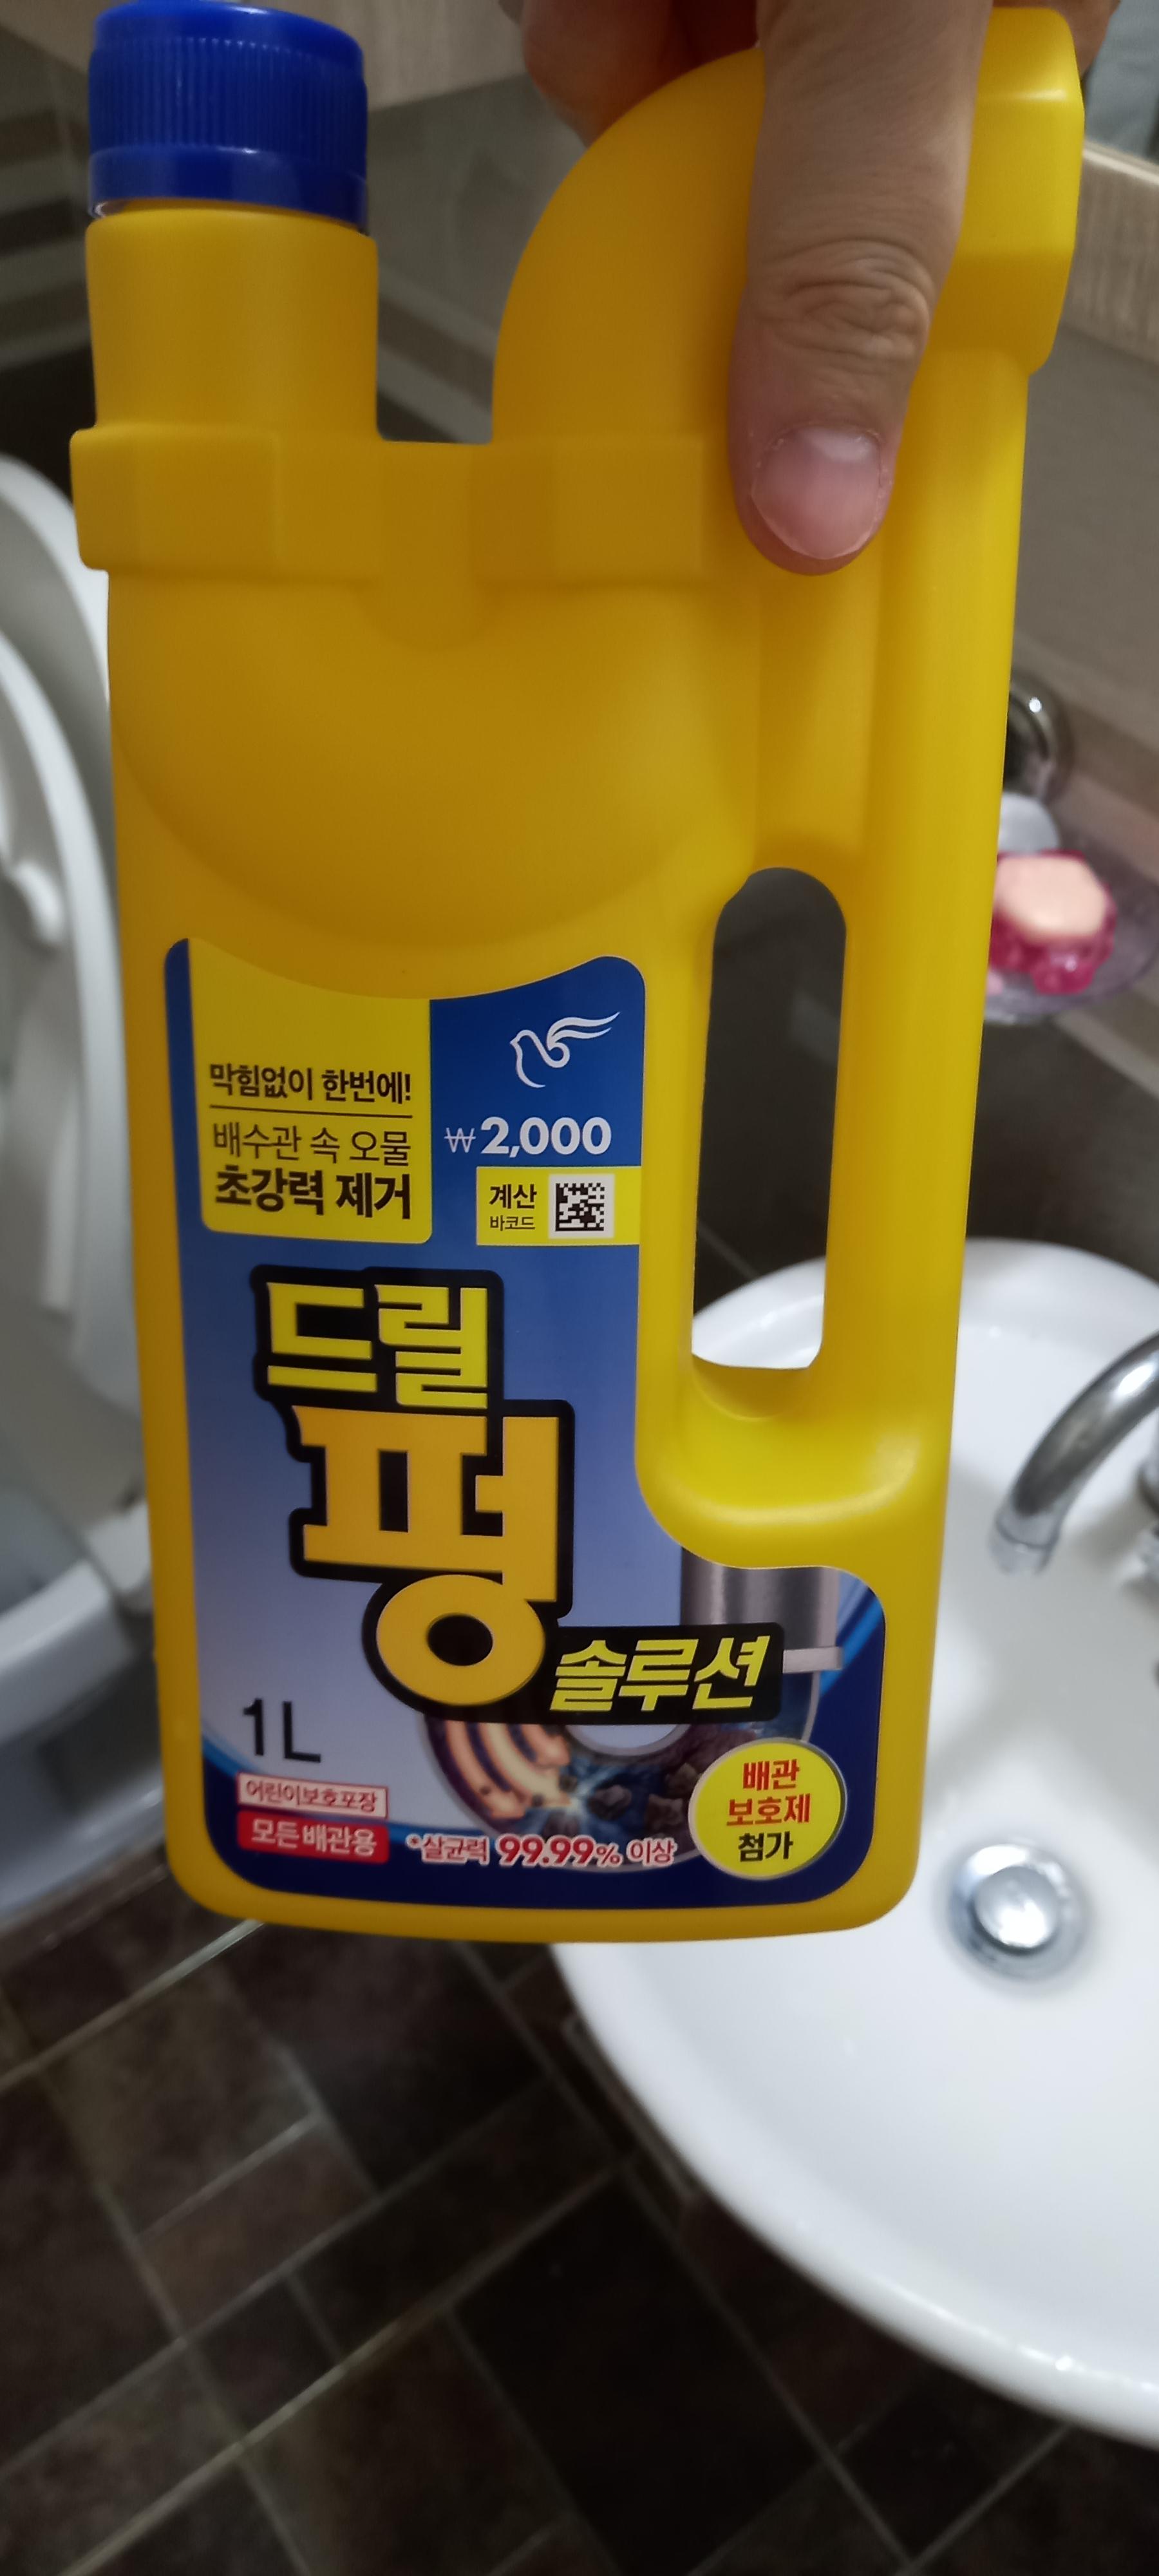 막힘없이 한번에!
배수관 속 오물
초강력 제거
₩2,000
계산
바코드
드릴
펑
솔루션
1L
어린이보호포장
모든배관용
*살균력 99.99% 이상
배관
보호제
첨가